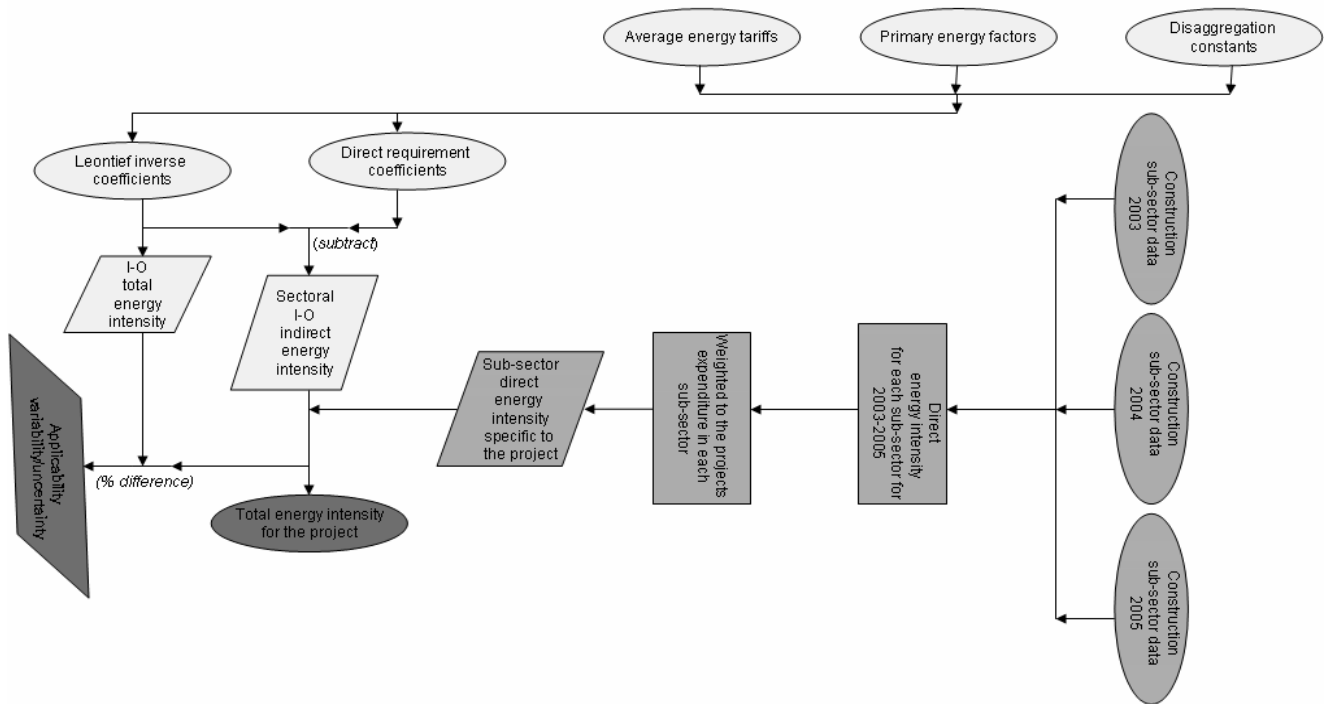 Average energy tariffs
Primary energy factors
Disaggregation
constants
Leontief inverse
coefficients
Direct requirement
coefficients
(subtract)
I-O
total
energy
intensity
Sectoral
I-O
indirect
energy
intensity
Sub-sector
direct
energy
intensity
specific to
the project
Weighted to the projects
expenditure in each
sub-sector
Direct
energy intensity
for each sub-sector for
2003-2005
Construction
sub-sector data
2003
Construction
sub-sector data
2004
Construction
sub-sector data
2005
Applicability
variability/uncertainty
(% difference)
Total energy intensity
for the project